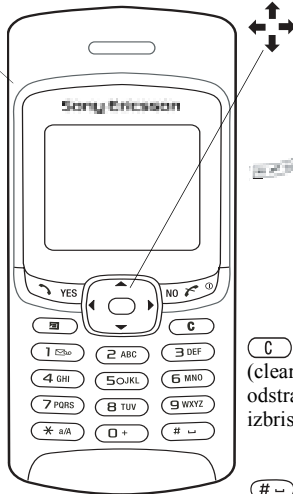 Sony Ericsson
YES
NO
C
1
2 ABC
3 DEF
4 GHI
5 JKL
6 MNO
7 PQRS
8 TUV
9 WXYZ
* a/A
0 +
#
C
(clear
odstra
izbris
#